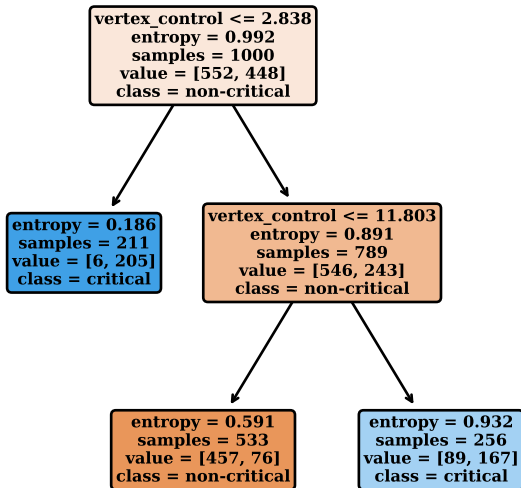 vertex_control <= 2.838
entropy = 0.992
samples = 1000
value = [552, 448]
class = non-critical
entropy = 0.186
samples = 211
value = [6, 205]
class = critical
vertex_control <= 11.803
entropy = 0.891
samples = 789
value = [546, 243]
class = non-critical
entropy = 0.591
samples = 533
value = [457, 76]
class = non-critical
entropy = 0.932
samples = 256
value = [89, 167]
class = critical